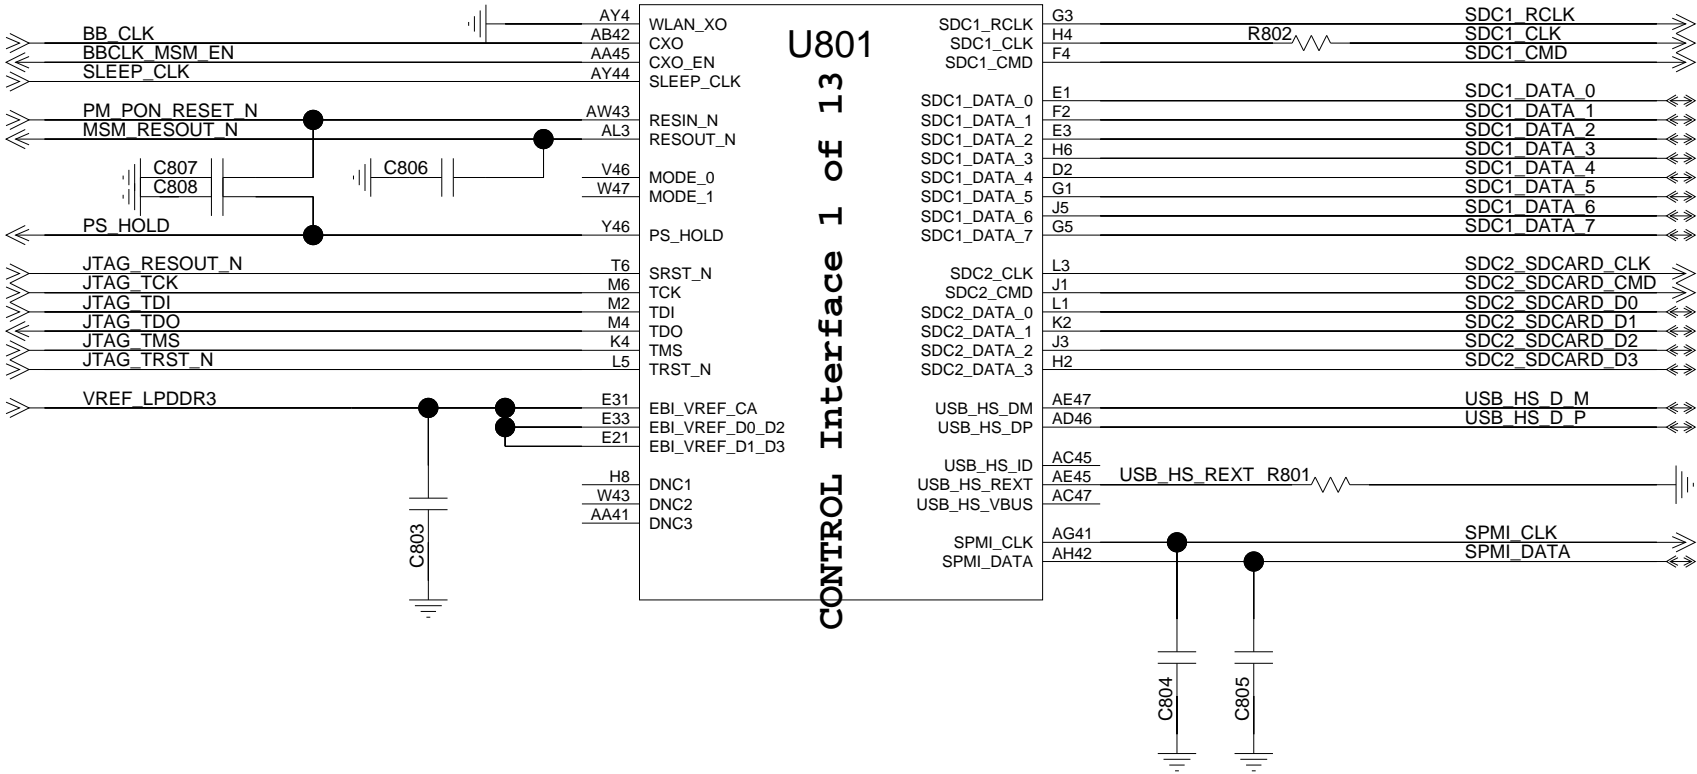 AY4 WLAN_XO
BB_CLK AB42 CXO
BBCLK_MSM_EN AA45 CXO_EN
SLEEP_CLK AY44 SLEEP_CLK
PM_PON_RESET_N AW43 RESIN_N
MSM_RESOUT_N AL3 RESOUT_N
C807 C806 V46 MODE_0
C808 W47 MODE_1
PS_HOLD Y46 PS_HOLD
JTAG_RESOUT_N T6 SRST_N
JTAG_TCK M6 TCK
JTAG_TDI M2 TDI
JTAG_TDO M4 TDO
JTAG_TMS K4 TMS
JTAG_TRST_N L5 TRST_N
VREF_LPDDR3 E31 EBI_VREF_CA
E33 EBI_VREF_D0_D2
E21 EBI_VREF_D1_D3
H8 DNC1
W43 DNC2
AA41 DNC3
C803
U801
CONTROL Interface 1 of 13
SDC1_RCLK G3 SDC1_RCLK
SDC1_CLK H4 R802 SDC1_CLK
SDC1_CMD F4 SDC1_CMD
SDC1_DATA_0 E1 SDC1_DATA_0
SDC1_DATA_1 F2 SDC1_DATA_1
SDC1_DATA_2 E3 SDC1_DATA_2
SDC1_DATA_3 H6 SDC1_DATA_3
SDC1_DATA_4 D2 SDC1_DATA_4
SDC1_DATA_5 G1 SDC1_DATA_5
SDC1_DATA_6 J5 SDC1_DATA_6
SDC1_DATA_7 G5 SDC1_DATA_7
SDC2_CLK L3 SDC2_SDCARD_CLK
SDC2_CMD J1 SDC2_SDCARD_CMD
SDC2_DATA_0 L1 SDC2_SDCARD_D0
SDC2_DATA_1 K2 SDC2_SDCARD_D1
SDC2_DATA_2 J3 SDC2_SDCARD_D2
SDC2_DATA_3 H2 SDC2_SDCARD_D3
USB_HS_DM AE47 USB_HS_D_M
USB_HS_DP AD46 USB_HS_D_P
USB_HS_ID AC45
USB_HS_REXT AE45 USB_HS_REXT R801
USB_HS_VBUS AC47
SPMI_CLK AG41 SPMI_CLK
SPMI_DATA AH42 SPMI_DATA
C804
C805